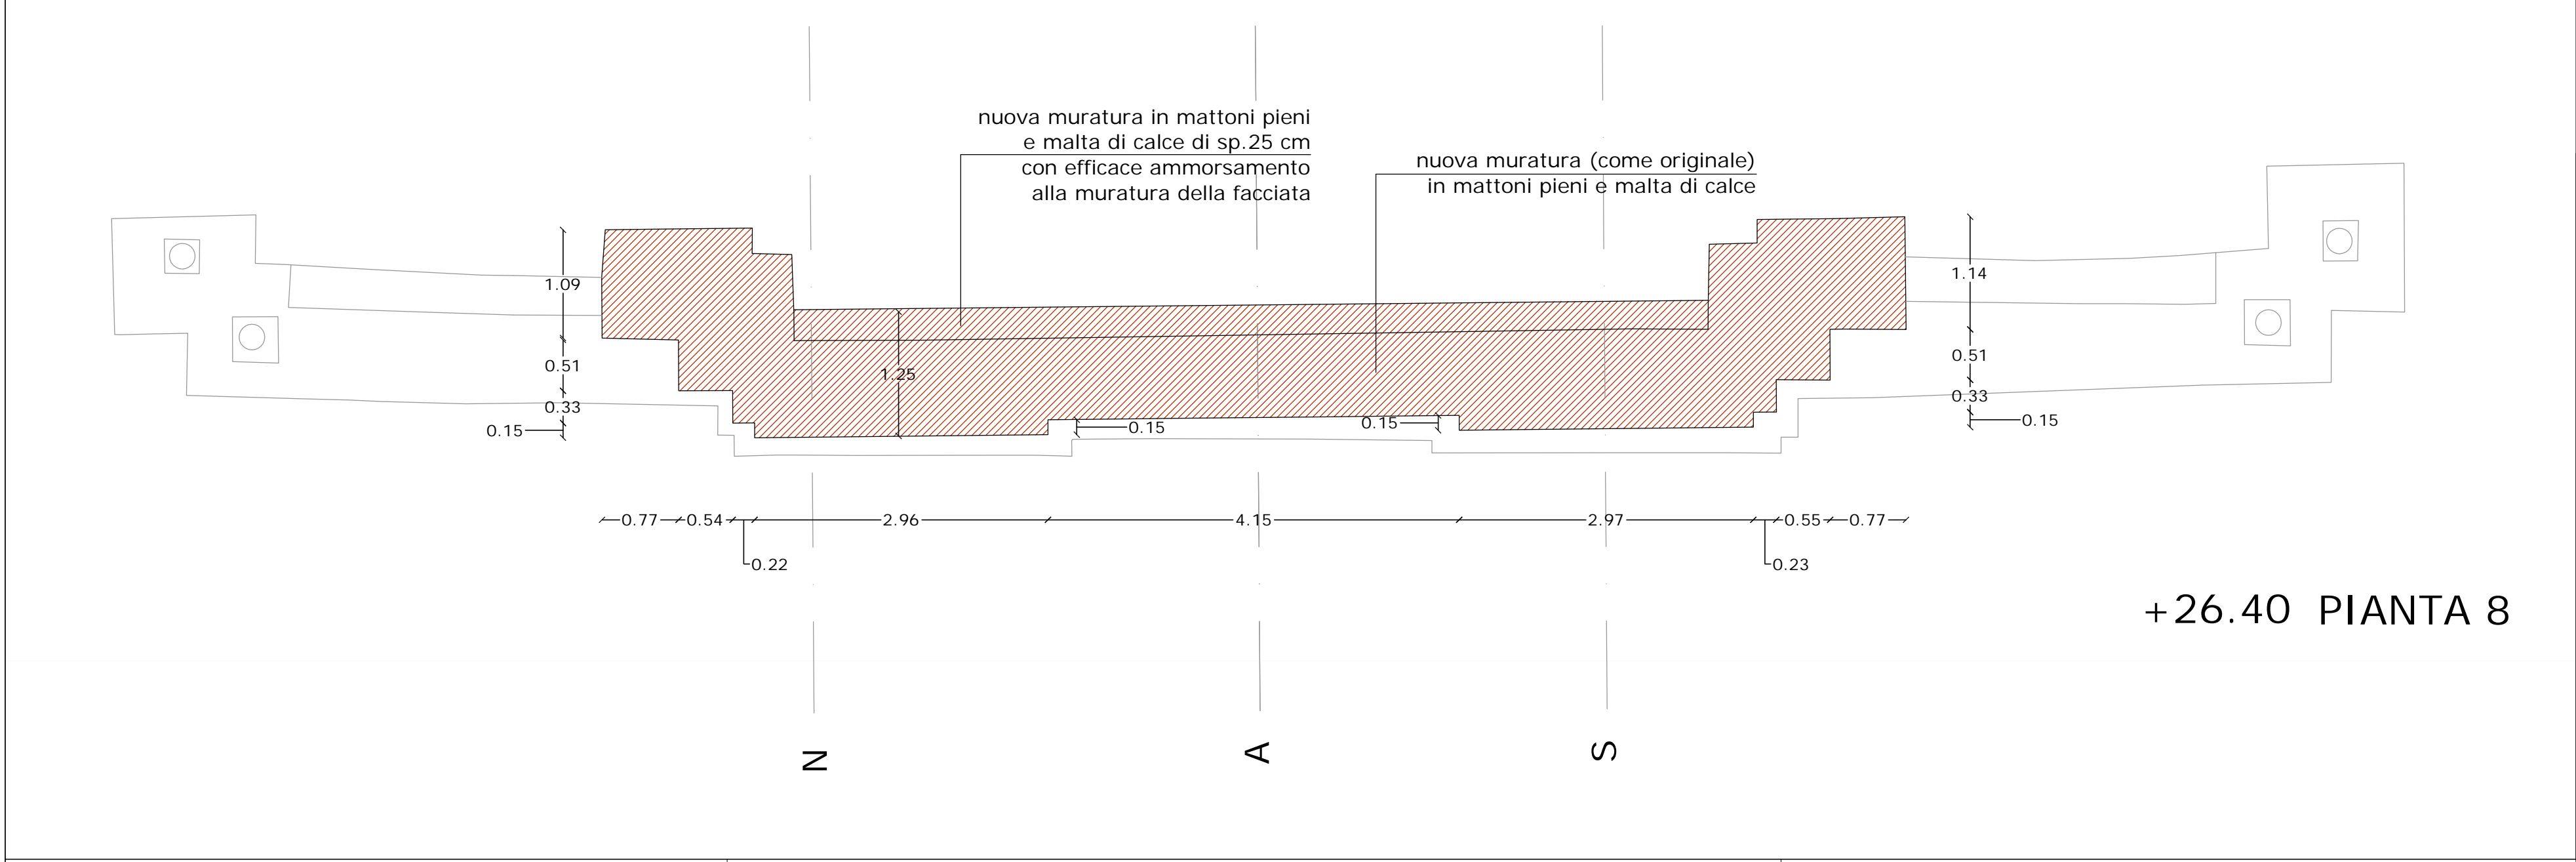 nuova muratura in mattoni pieni
e malta di calce di sp.25 cm
con efficace ammorsamento
alla muratura della facciata
nuova muratura (come originale)
in mattoni pieni e malta di calce
1.09
0.51
0.33
0.15
1.25
0.15
0.15
1.14
0.51
0.33
0.15
0.77
0.54
2.96
4.15
2.97
0.55
0.77
0.22
0.23
+26.40 PIANTA 8
N
A
S